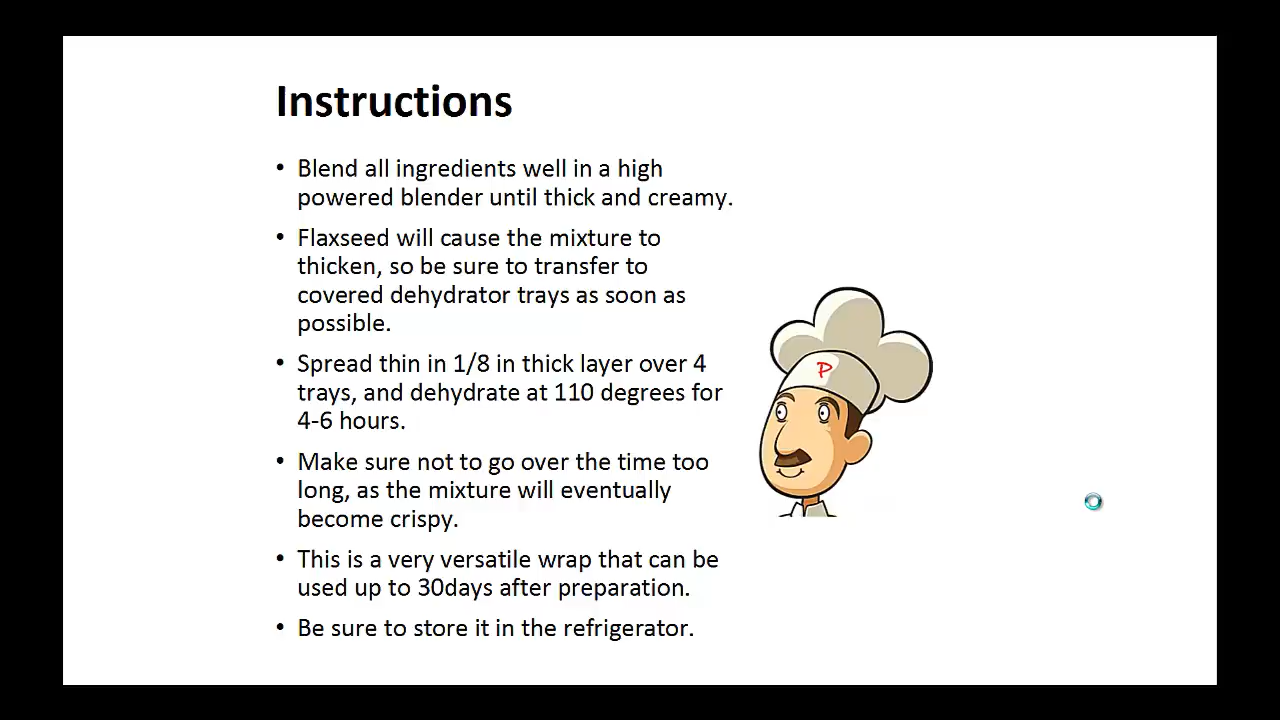 Instructions
• Blend all ingredients well in a high
powered blender until thick and creamy.
• Flaxseed will cause the mixture to
thicken, so be sure to transfer to
covered dehydrator trays as soon as
possible.
• Spread thin in 1/8 in thick layer over 4
trays, and dehydrate at 110 degrees for
4-6 hours.
• Make sure not to go over the time too
long, as the mixture will eventually
become crispy.
• This is a very versatile wrap that can be
used up to 30days after preparation.
• Be sure to store it in the refrigerator.
P